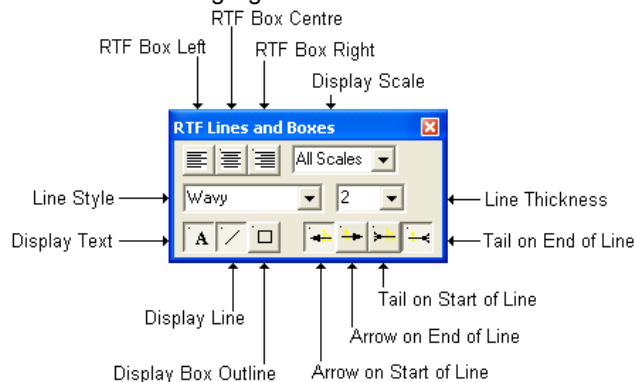 RTF Box Centre
RTF Box Left
RTF Box Right
Display Scale
RTF Lines and Boxes
All Scales
Line Style
Wavy
2
Line Thickness
Display Text
A
Tail on End of Line
Tail on Start of Line
Display Line
Arrow on End of Line
Display Box Outline
Arrow on Start of Line